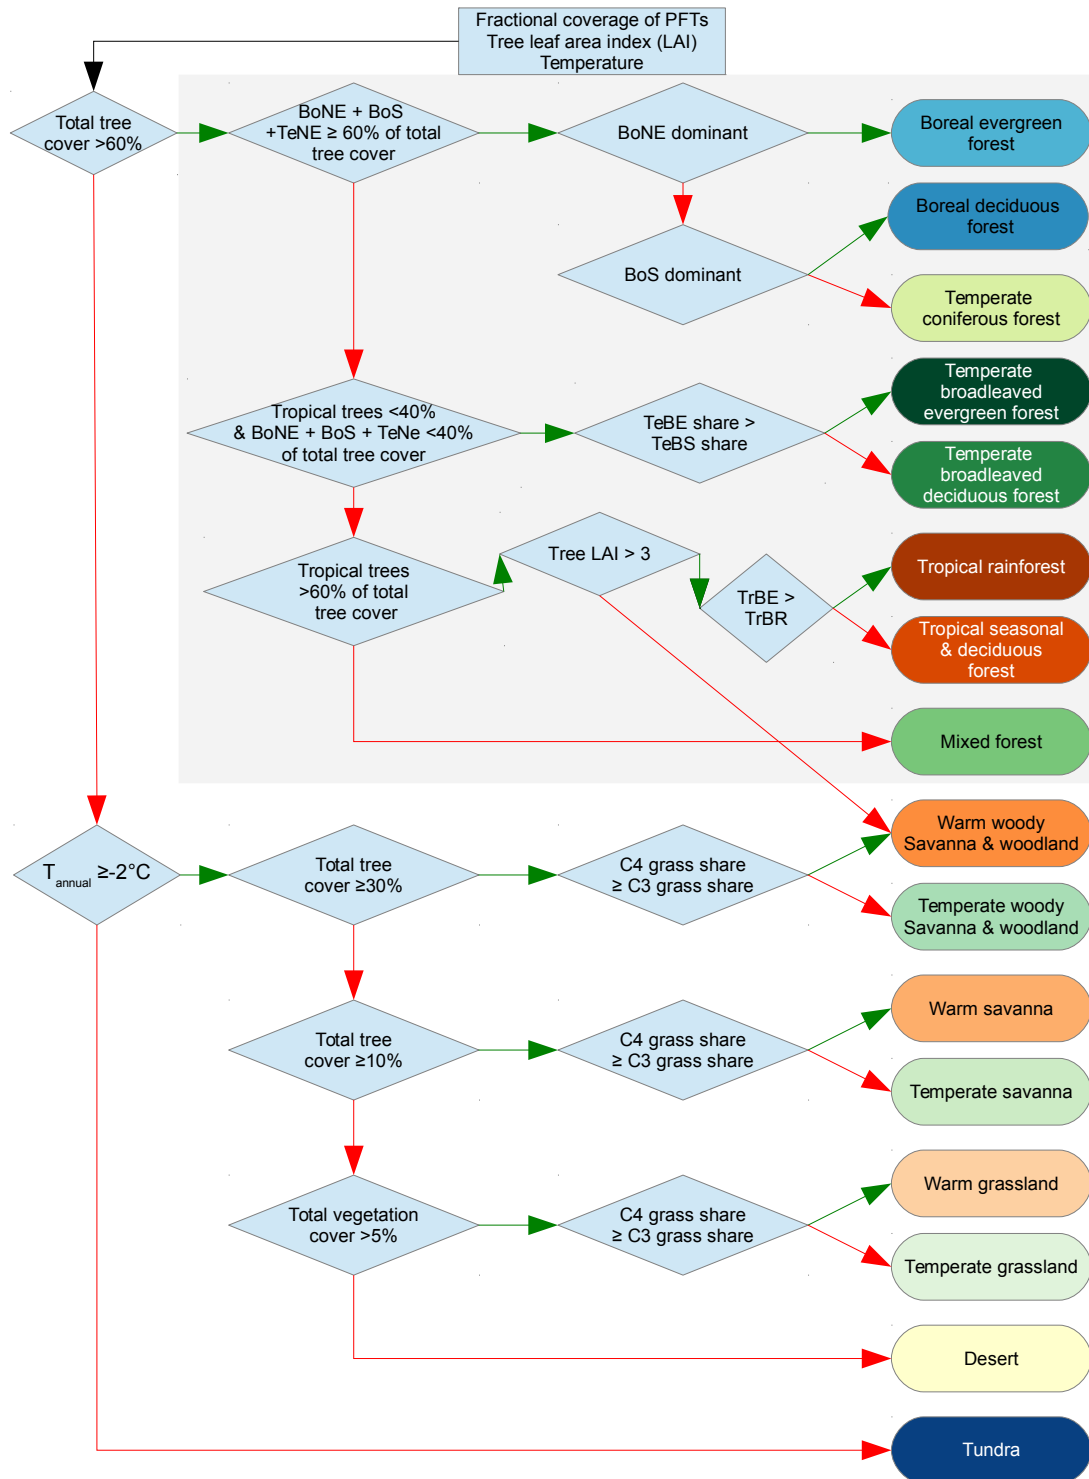 Fractional coverage of PFTs
Tree leaf area index (LAI)
Temperature
Total tree
cover >60%
BoNE + BoS
+TeNE ≥ 60% of total
tree cover
BoNE dominant
Boreal evergreen
forest
Boreal deciduous
forest
BoS dominant
Temperate
coniferous forest
Tropical trees <40%
& BoNE + BoS + TeNe <40%
of total tree cover
TeBE share >
TeBS share
Temperate
broadleaved
evergreen forest
Temperate
broadleaved
deciduous forest
Tropical trees
>60% of total
tree cover
Tree LAI > 3
TrBE >
TrBR
Tropical rainforest
Tropical seasonal
& deciduous
forest
Mixed forest
Tannual ≥-2°C
Total tree
cover ≥30%
C4 grass share
≥ C3 grass share
Warm woody
Savanna & woodland
Temperate woody
Savanna & woodland
Total tree
cover ≥10%
C4 grass share
≥ C3 grass share
Warm savanna
Temperate savanna
Total vegetation
cover >5%
C4 grass share
≥ C3 grass share
Warm grassland
Temperate grassland
Desert
Tundra